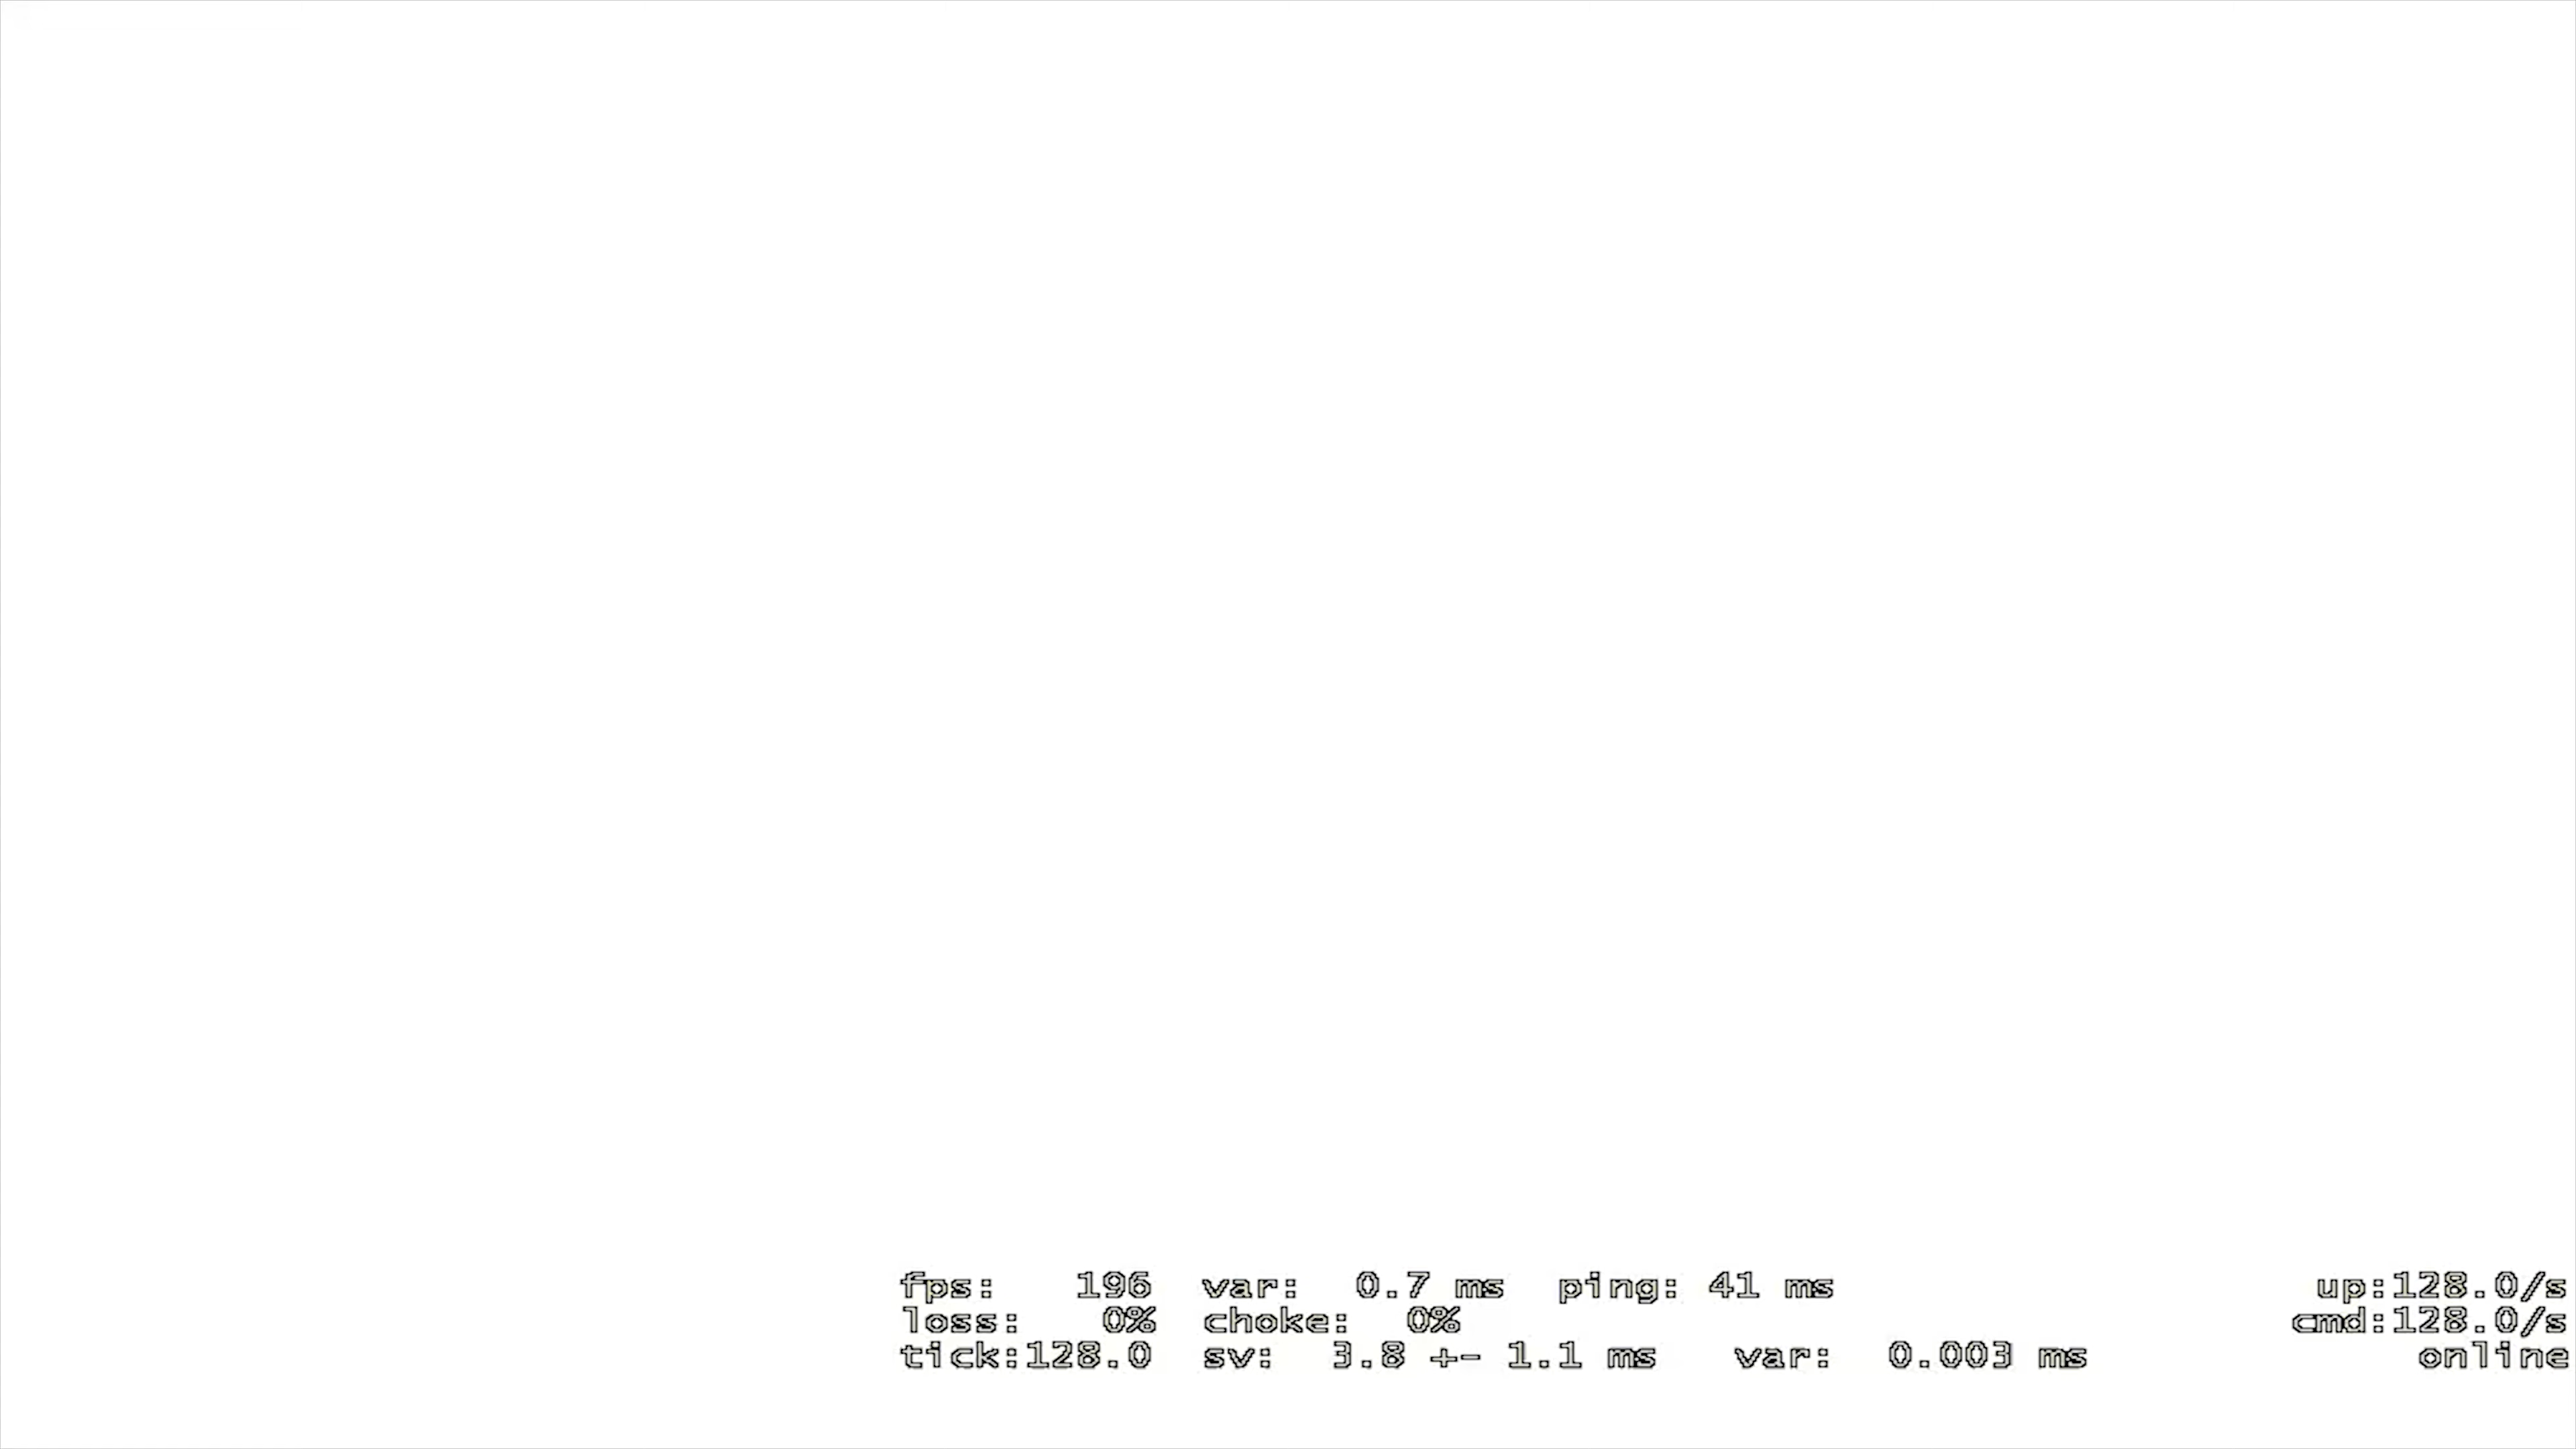 fps: 196 var: 0.7 ms ping: 41 ms up:128.0/s
loss: 0% choke: 0% cmd:128.0/s
tick:128.0 sv: 3.8 +- 1.1 ms var: 0.003 ms online